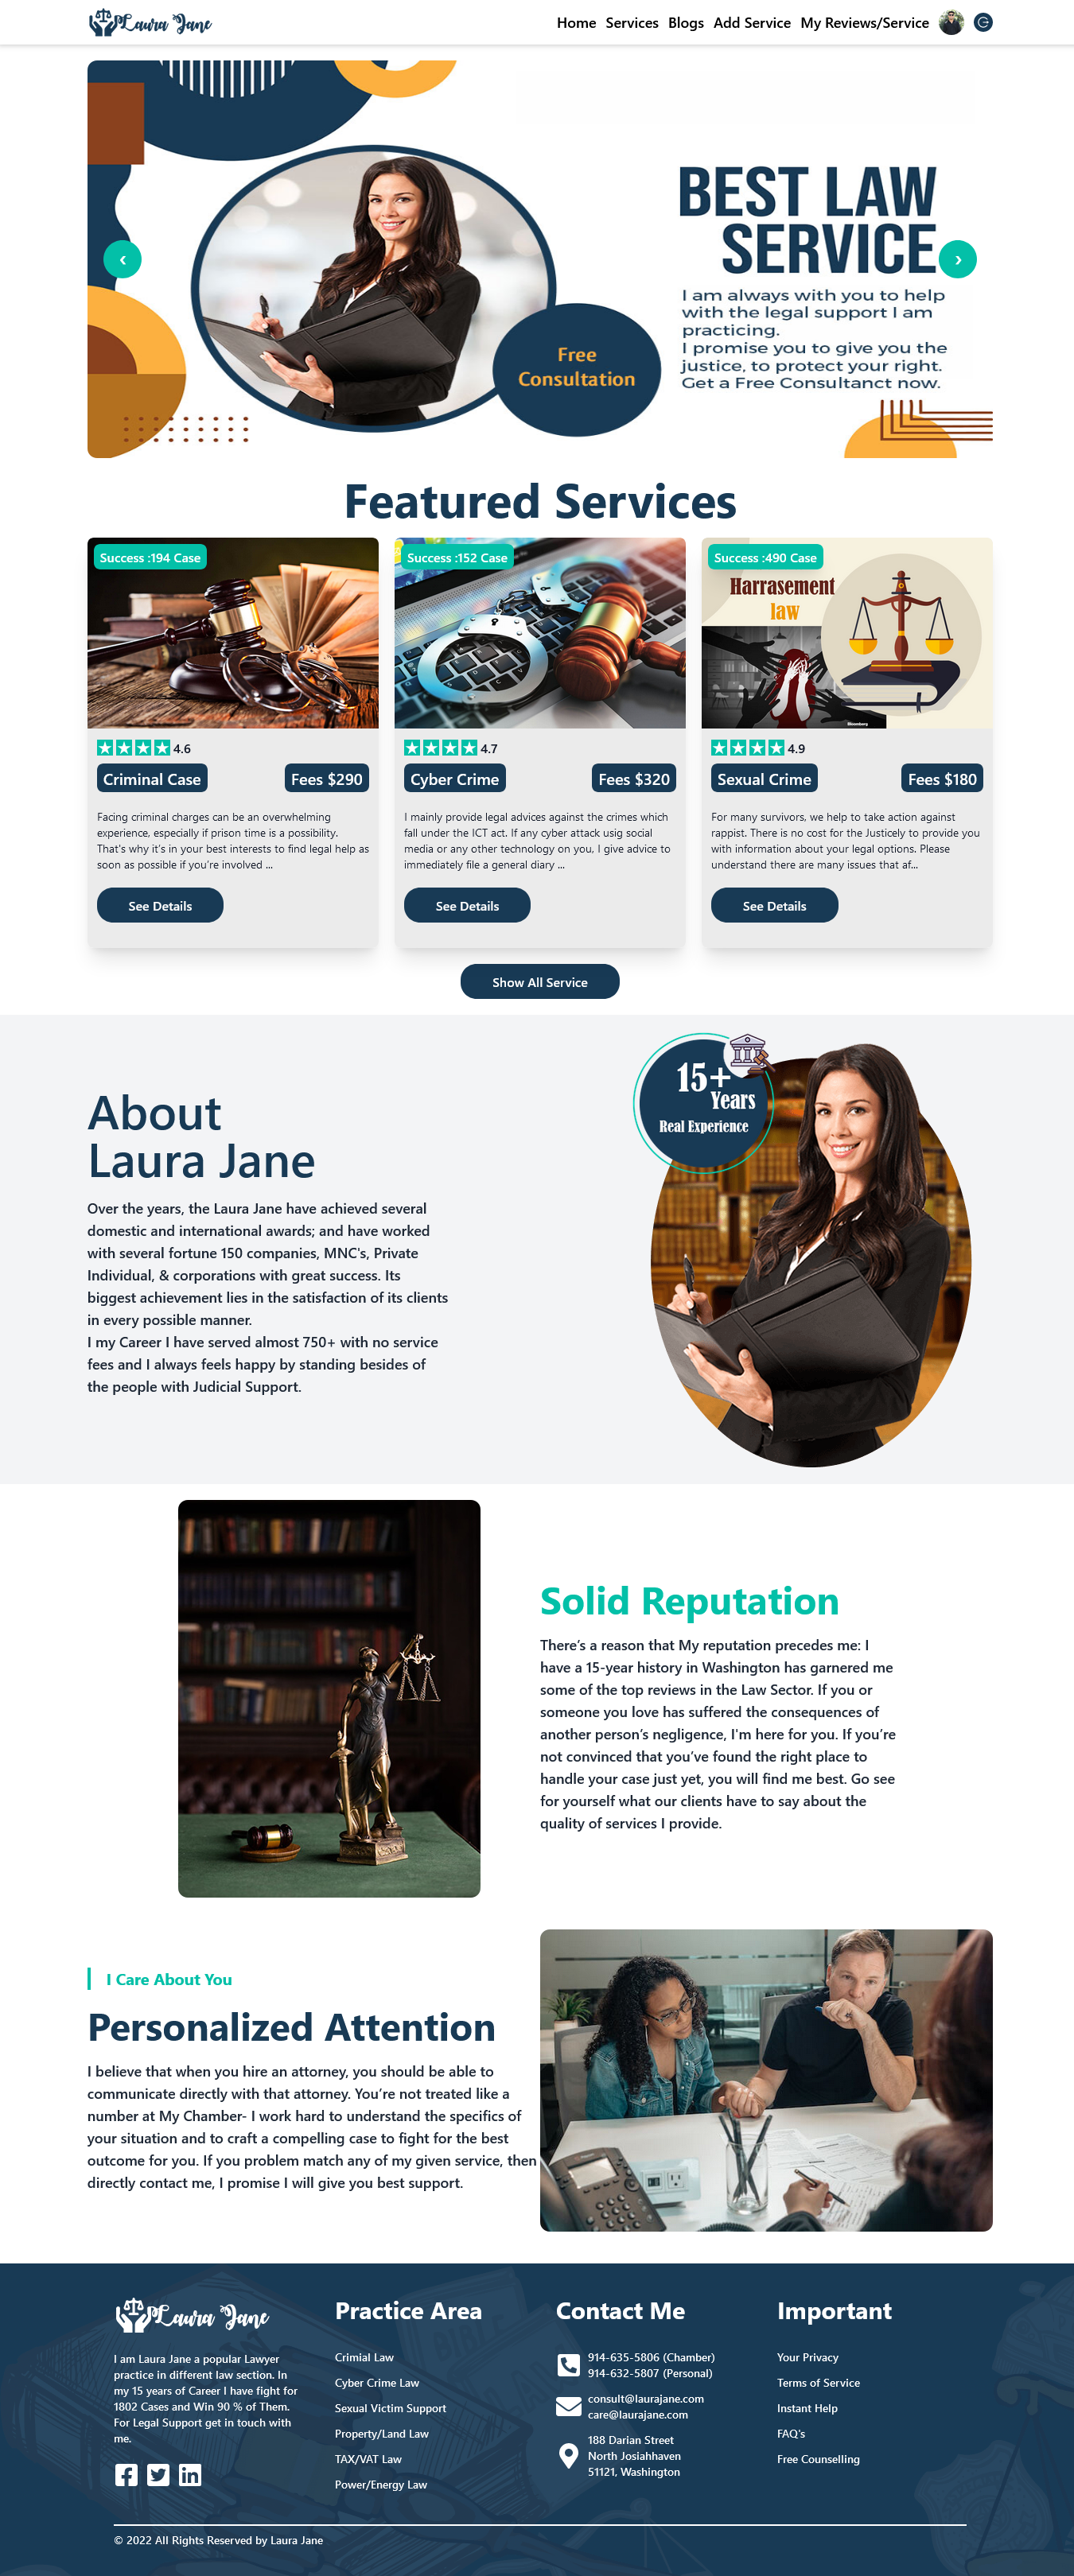 Laura Jane
Home Services Blogs Add Service My Reviews/Service
BEST LAW
SERVICE
I am always with you to help
with the legal support I am
practicing.
I promise you to give you the
justice, to protect your right.
Get a Free Consultanct now.
Free
Consultation
‹
›
Featured Services
Success :194 Case
4.6
Criminal Case
Fees $290
Facing criminal charges can be an overwhelming
experience, especially if prison time is a possibility.
That's why it's in your best interests to find legal help as
soon as possible if you're involved ...
See Details
Success :152 Case
4.7
Cyber Crime
Fees $320
I mainly provide legal advices against the crimes which
fall under the ICT act. If any cyber attack usig social
media or any other technology on you, I give advice to
immediately file a general diary ...
See Details
Success :490 Case
Harrasement
law
Bloomberg
4.9
Sexual Crime
Fees $180
For many survivors, we help to take action against
rappist. There is no cost for the Justicely to provide you
with information about your legal options. Please
understand there are many issues that af...
See Details
Show All Service
About
Laura Jane
Over the years, the Laura Jane have achieved several
domestic and international awards; and have worked
with several fortune 150 companies, MNC's, Private
Individual, & corporations with great success. Its
biggest achievement lies in the satisfaction of its clients
in every possible manner.
I my Career I have served almost 750+ with no service
fees and I always feels happy by standing besides of
the people with Judicial Support.
15+
Years
Real Experience
Solid Reputation
There's a reason that My reputation precedes me: I
have a 15-year history in Washington has garnered me
some of the top reviews in the Law Sector. If you or
someone you love has suffered the consequences of
another person's negligence, I'm here for you. If you're
not convinced that you've found the right place to
handle your case just yet, you will find me best. Go see
for yourself what our clients have to say about the
quality of services I provide.
I Care About You
Personalized Attention
I believe that when you hire an attorney, you should be able to
communicate directly with that attorney. You're not treated like a
number at My Chamber- I work hard to understand the specifics of
your situation and to craft a compelling case to fight for the best
outcome for you. If you problem match any of my given service, then
directly contact me, I promise I will give you best support.
Laura Jane
I am Laura Jane a popular Lawyer
practice in different law section. In
my 15 years of Career I have fight for
1802 Cases and Win 90 % of Them.
For Legal Support get in touch with
me.
Practice Area
Crimial Law
Cyber Crime Law
Sexual Victim Support
Property/Land Law
TAX/VAT Law
Power/Energy Law
Contact Me
914-635-5806 (Chamber)
914-632-5807 (Personal)
consult@laurajane.com
care@laurajane.com
188 Darian Street
North Josiahhaven
51121, Washington
Important
Your Privacy
Terms of Service
Instant Help
FAQ's
Free Counselling
© 2022 All Rights Reserved by Laura Jane